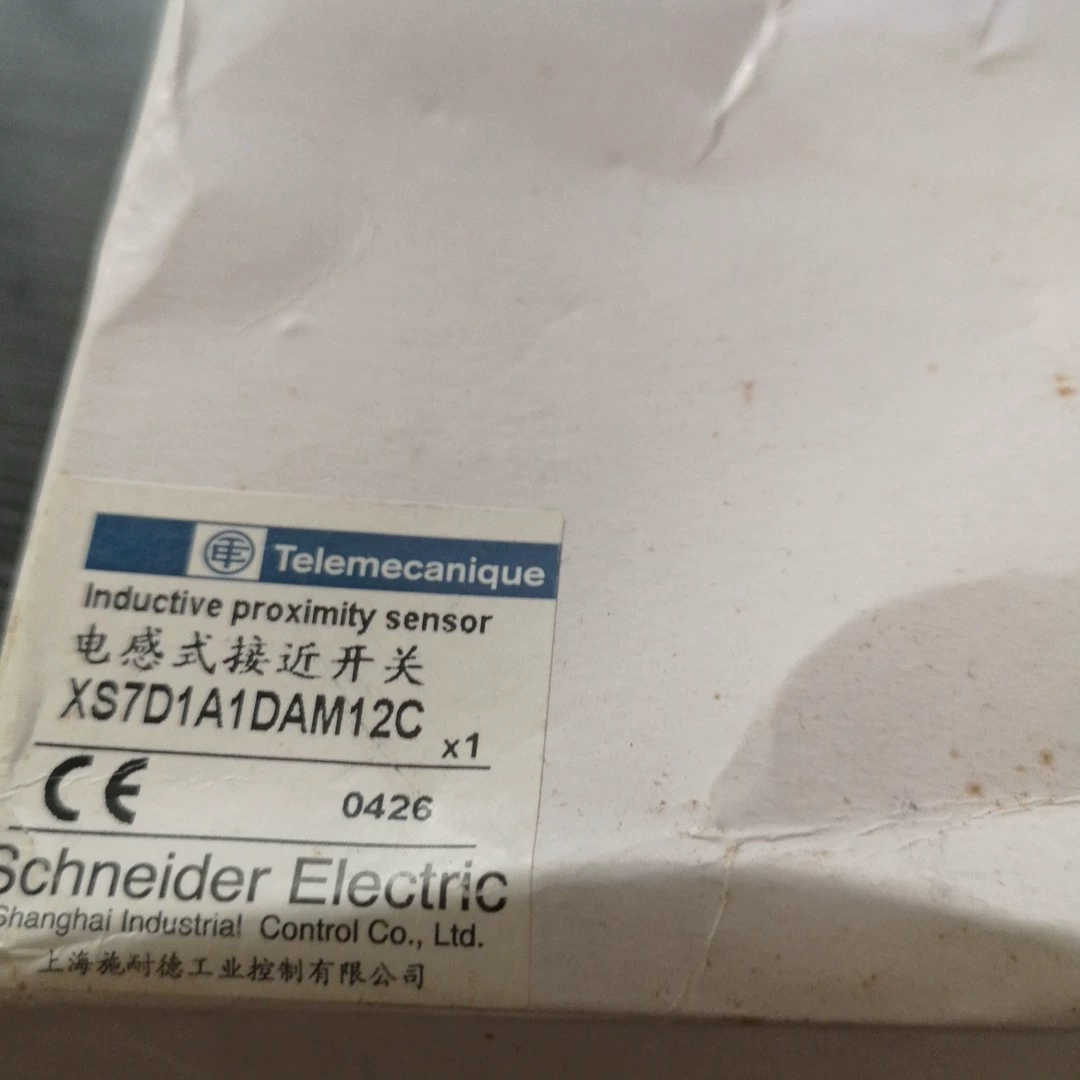 Telemecanique
Inductive proximity sensor
电感式接近开关
XS7D1A1DAM12C
x1
CE 0426
Schneider Electric
Shanghai Industrial Control Co., Ltd.
上海施耐德工业控制有限公司